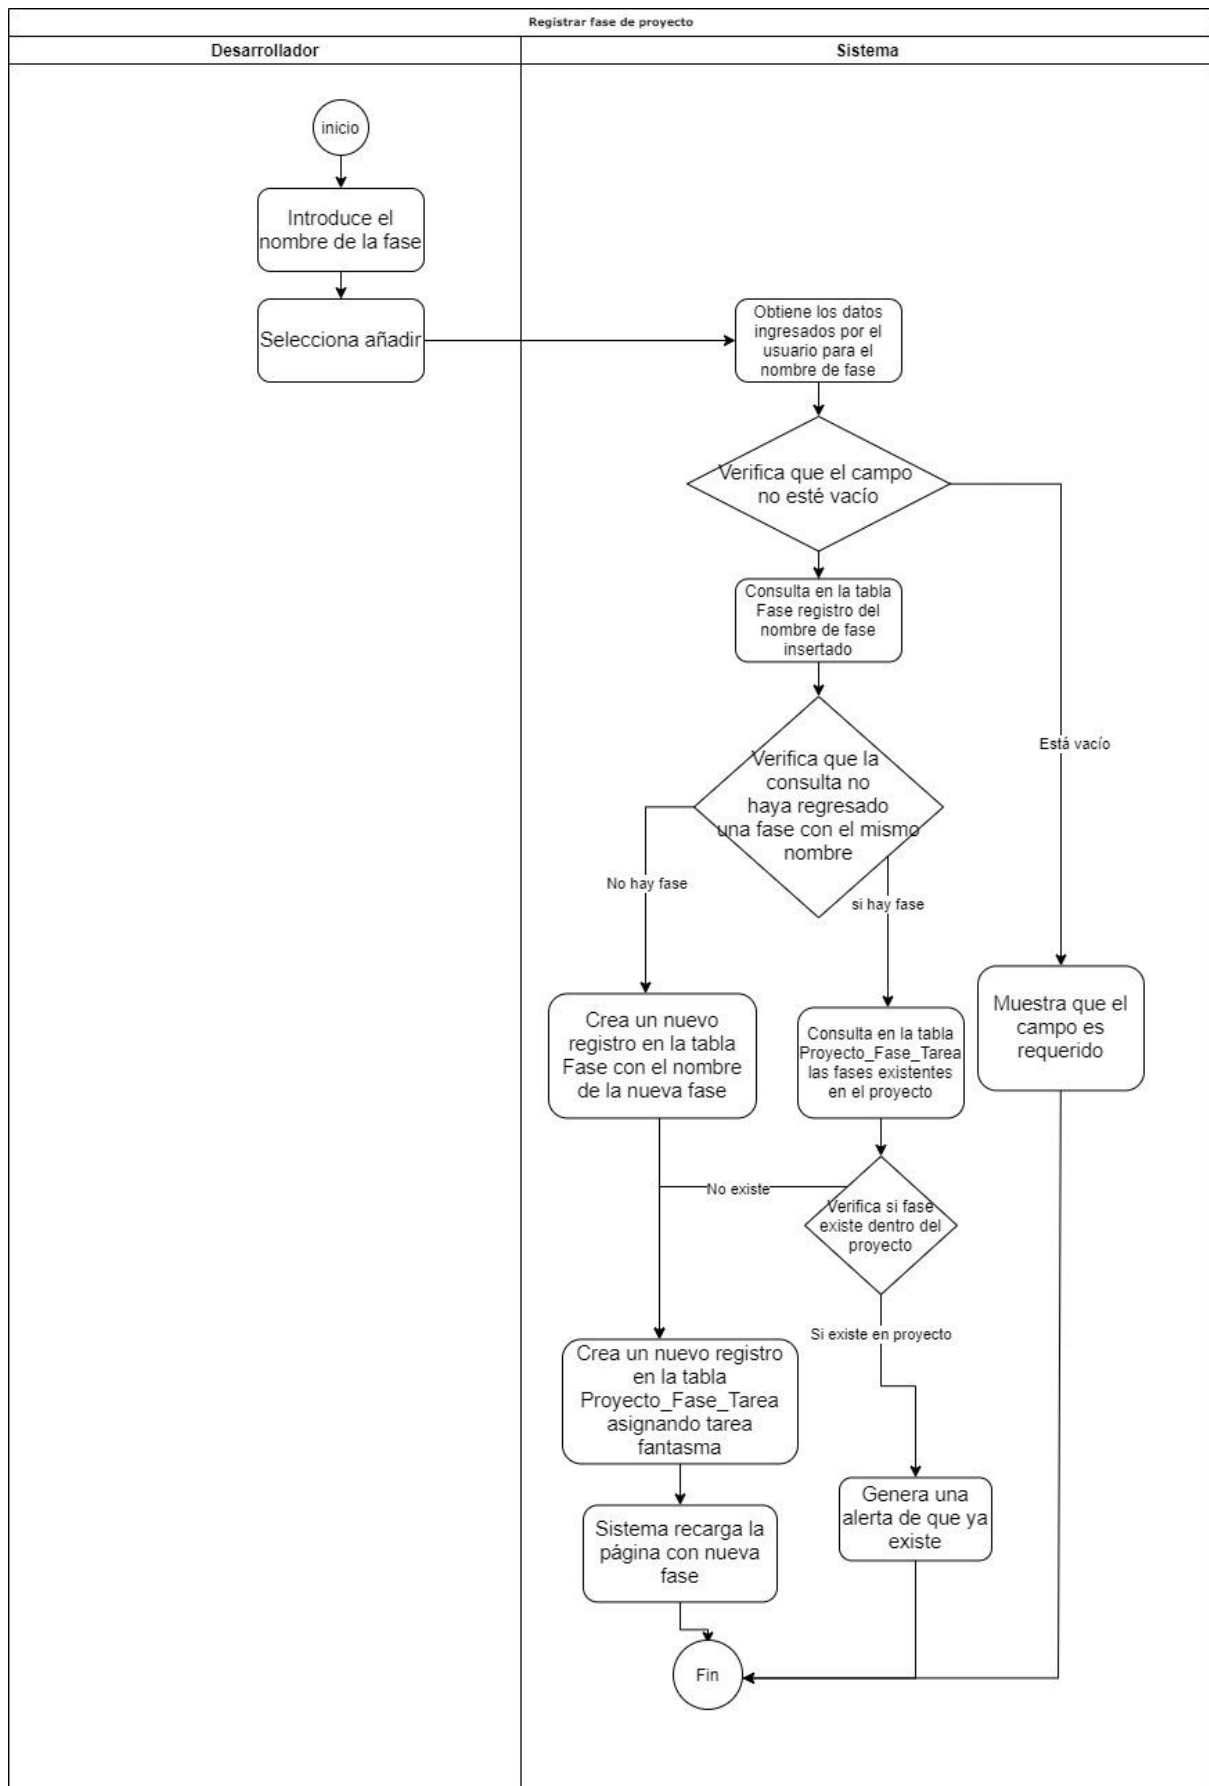 Registrar fase de proyecto
Desarrollador
Sistema
inicio
Introduce el
nombre de la fase
Selecciona añadir
Obtiene los datos
ingresados por el
usuario para el
nombre de fase
Verifica que el campo
no esté vacío
Consulta en la tabla
Fase registro del
nombre de fase
insertado
Está vacío
Verifica que la
consulta no
haya regresado
una fase con el mismo
nombre
No hay fase
si hay fase
Crea un nuevo
registro en la tabla
Fase con el nombre
de la nueva fase
Consulta en la tabla
Proyecto_Fase_Tarea
las fases existentes
en el proyecto
Muestra que el
campo es
requerido
No existe
Verifica si fase
existe dentro del
proyecto
Si existe en proyecto
Crea un nuevo registro
en la tabla
Proyecto_Fase_Tarea
asignando tarea
fantasma
Genera una
alerta de que ya
existe
Sistema recarga la
página con nueva
fase
Fin